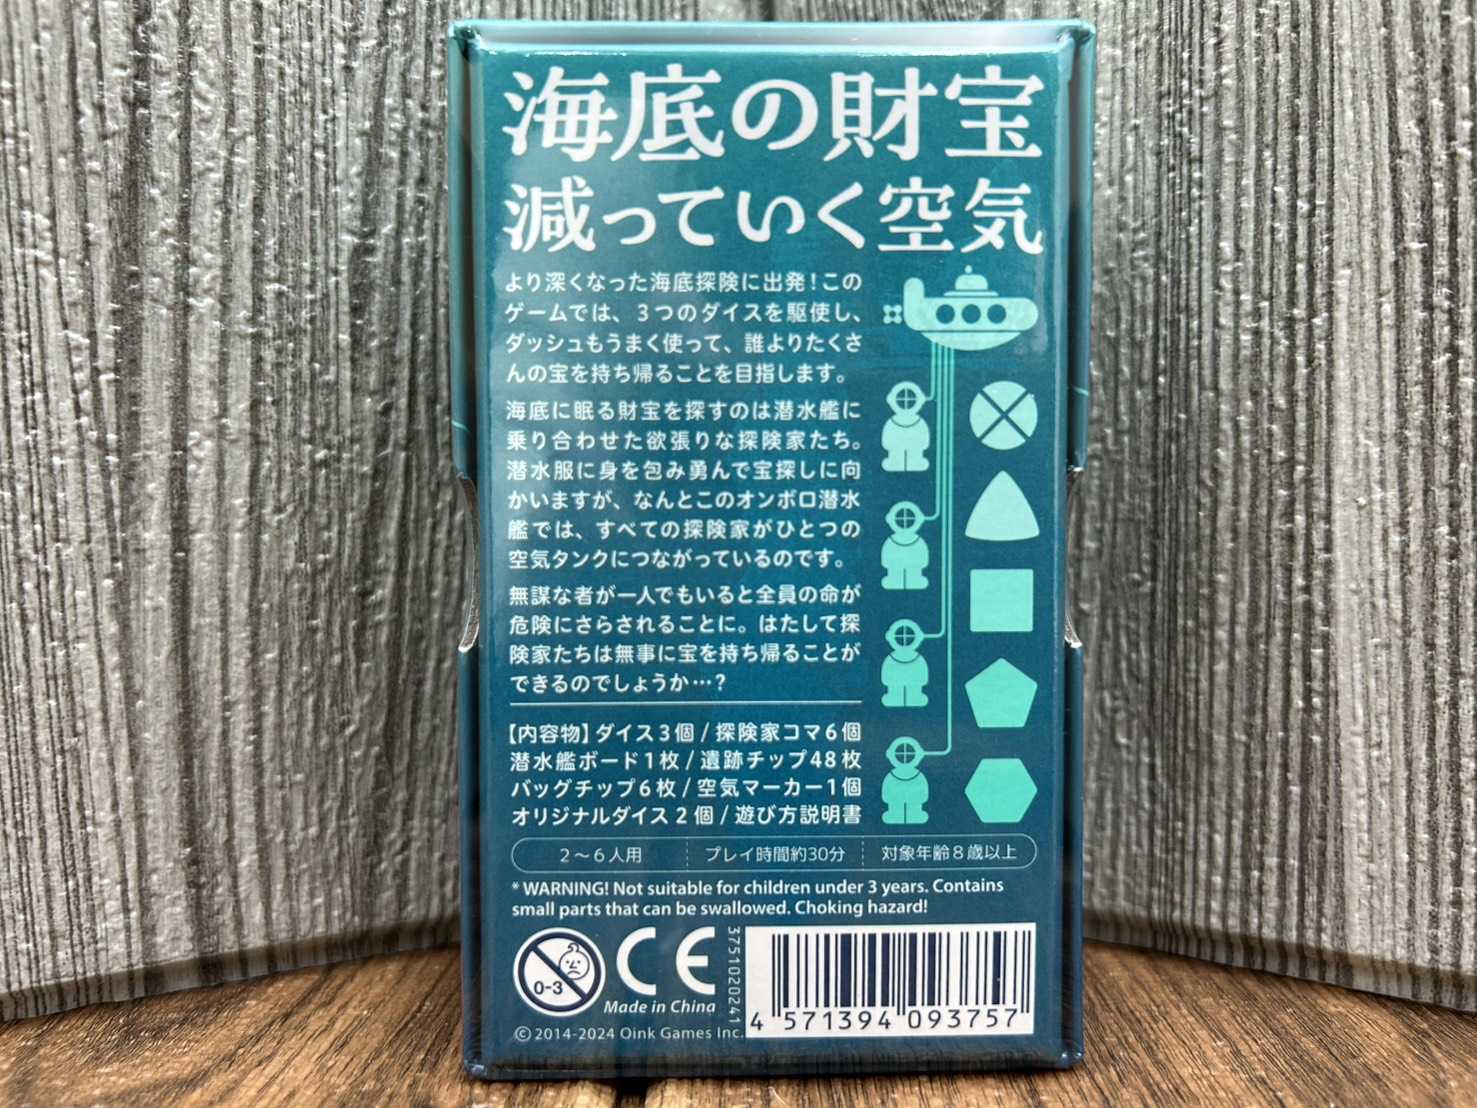 海底の財宝
減っていく空気
より深くなった海底探険に出発！この
ゲームでは、3つのダイスを駆使し、
ダッシュもうまく使って、誰よりたくさ
んの宝を持ち帰ることを目指します。
海底に眠る財宝を探すのは潜水艦に
乗り合わせた欲張りな探険家たち。
潜水服に身を包み勇んで宝探しに向
かいますが、なんとこのオンボロ潜水
艦では、すべての探険家がひとつの
空気タンクにつながっているのです。
無謀な者が一人でもいると全員の命が
危険にさらされることに。はたして探
険家たちは無事に宝を持ち帰ることが
できるのでしょうか…？
【内容物】ダイス3個 / 探険家コマ6個
潜水艦ボード1枚 / 遺跡チップ48枚
バッグチップ6枚 / 空気マーカー1個
オリジナルダイス 2 個 / 遊び方説明書
2〜6人用 プレイ時間約30分 対象年齢8歳以上
* WARNING! Not suitable for children under 3 years. Contains
small parts that can be swallowed. Choking hazard!
0-3
CE
Made in China
3751020241
4 571394 093757
© 2014-2024 Oink Games Inc.